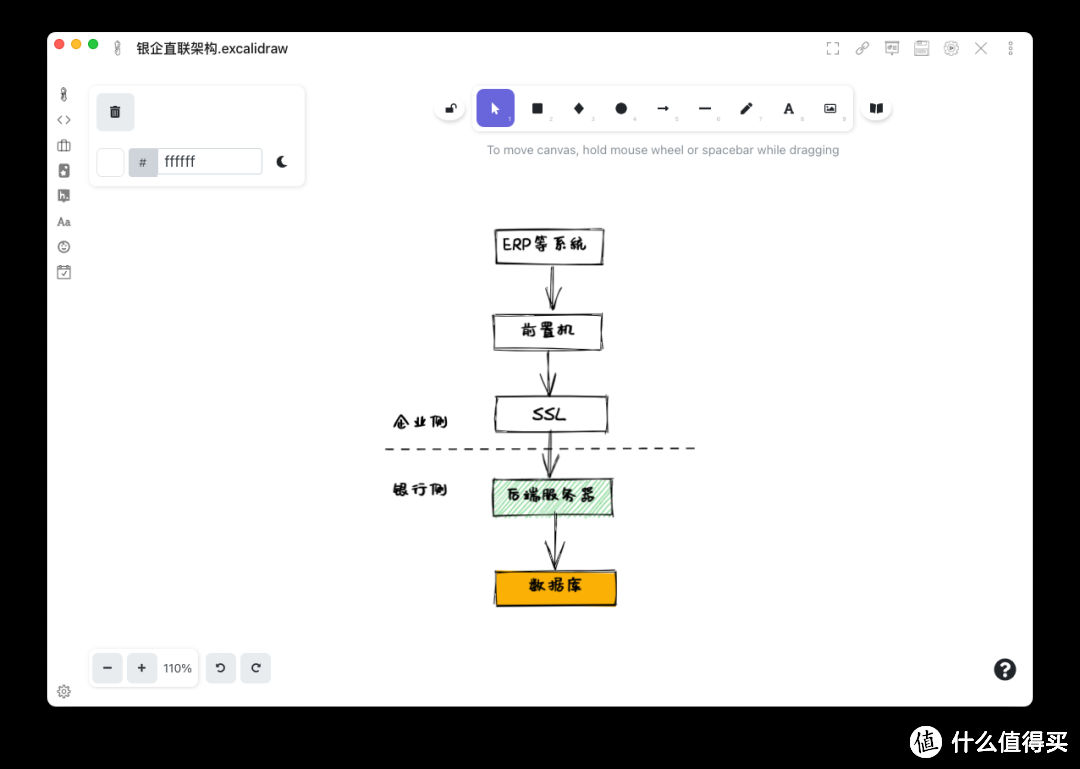 银企直联架构.excalidraw
# ffffff
1 2 3 4 5 6 7 8 9
A
Aa
To move canvas, hold mouse wheel or spacebar while dragging
ERP等系统
前置机
SSL
企业侧
银行侧
后端服务器
数据库
110%
?
值 什么值得买